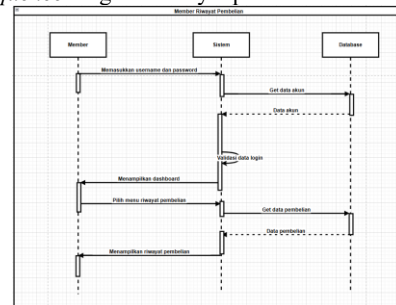 Member Riwayat Pembelian
Member
Sistem
Database
Memasukkan username dan password
Get data akun
Data akun
Validasi data login
Menampilkan dashboard
Pilih menu riwayat pembelian
Get data pembelian
Data pembelian
Menampilkan riwayat pembelian